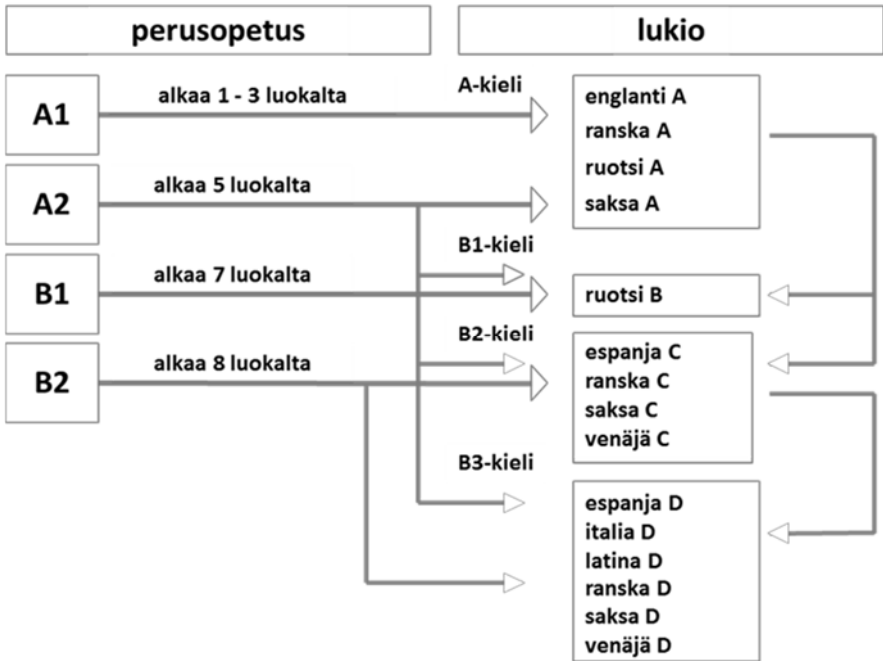 perusopetus
lukio
A1
alkaa 1 - 3 luokalta
A-kieli
englanti A
ranska A
ruotsi A
saksa A
A2
alkaa 5 luokalta
B1-kieli
B1
alkaa 7 luokalta
ruotsi B
B2-kieli
B2
alkaa 8 luokalta
espanja C
ranska C
saksa C
venäjä C
B3-kieli
espanja D
italia D
latina D
ranska D
saksa D
venäjä D